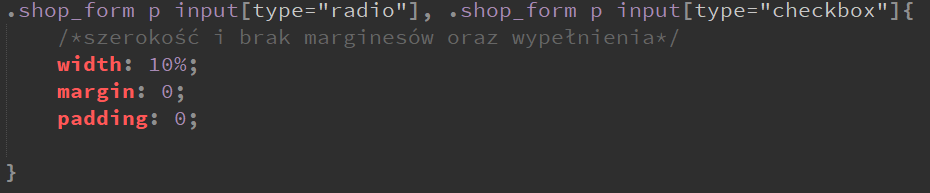 .shop_form p input[type="radio"], .shop_form p input[type="checkbox"]{
/*szerokość i brak marginesów oraz wypełnienia*/
width: 10%;
margin: 0;
padding: 0;
}